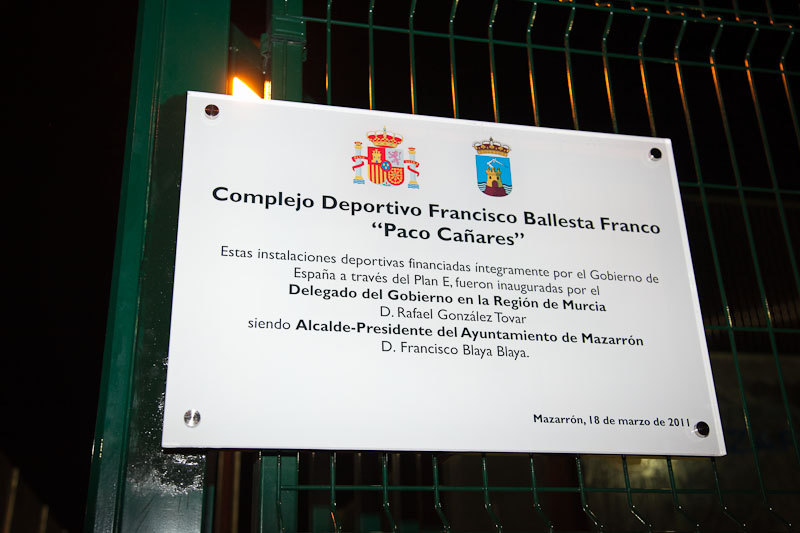 Complejo Deportivo Francisco Ballesta Franco
“Paco Cañares”
Estas instalaciones deportivas financiadas íntegramente por el Gobierno de
España a través del Plan E, fueron inauguradas por el
Delegado del Gobierno en la Región de Murcia
D. Rafael González Tovar
siendo Alcalde-Presidente del Ayuntamiento de Mazarrón
D. Francisco Blaya Blaya.
Mazarrón, 18 de marzo de 2011